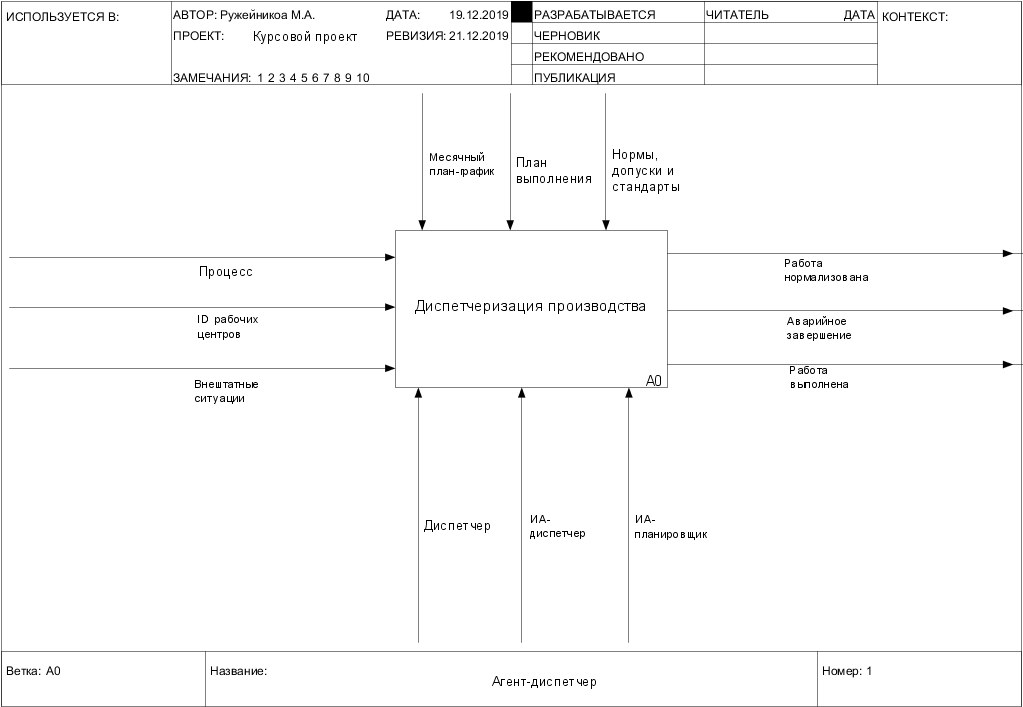 ИСПОЛЬЗУЕТСЯ В:
АВТОР: Ружейникоа М.А.
ДАТА: 19.12.2019
РАЗРАБАТЫВАЕТСЯ
ЧИТАТЕЛЬ
ДАТА
КОНТЕКСТ:
ПРОЕКТ: Курсовой проект
РЕВИЗИЯ: 21.12.2019
ЧЕРНОВИК
РЕКОМЕНДОВАНО
ЗАМЕЧАНИЯ: 1 2 3 4 5 6 7 8 9 10
ПУБЛИКАЦИЯ
Месячный
план-график
План
выполнения
Нормы,
допуски и
стандарты
Процесс
ID рабочих
центров
Внештатные
ситуации
Диспетчеризация производства
A0
Работа
нормализована
Аварийное
завершение
Работа
выполнена
Диспетчер
ИА-
диспетчер
ИА-
планировщик
Ветка: A0
Название:
Агент-диспетчер
Номер: 1